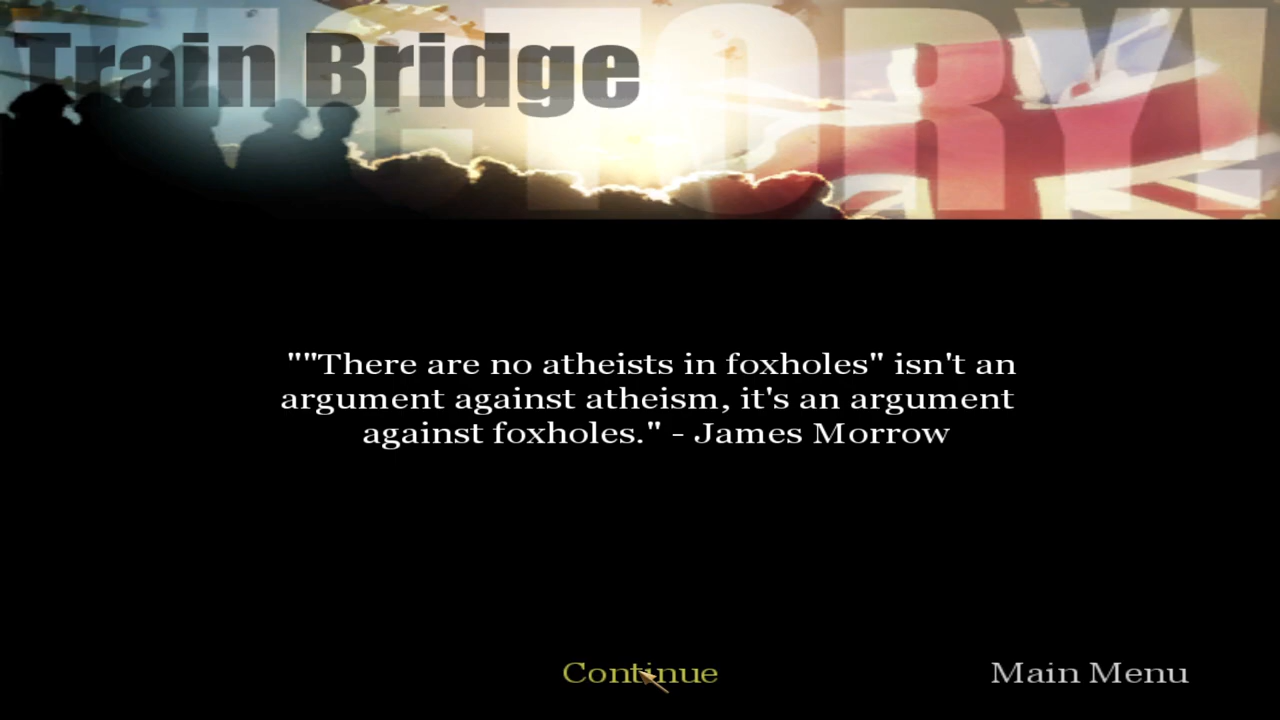 VICTORY!
Train Bridge
""There are no atheists in foxholes" isn't an
argument against atheism, it's an argument
against foxholes." - James Morrow
Continue
Main Menu